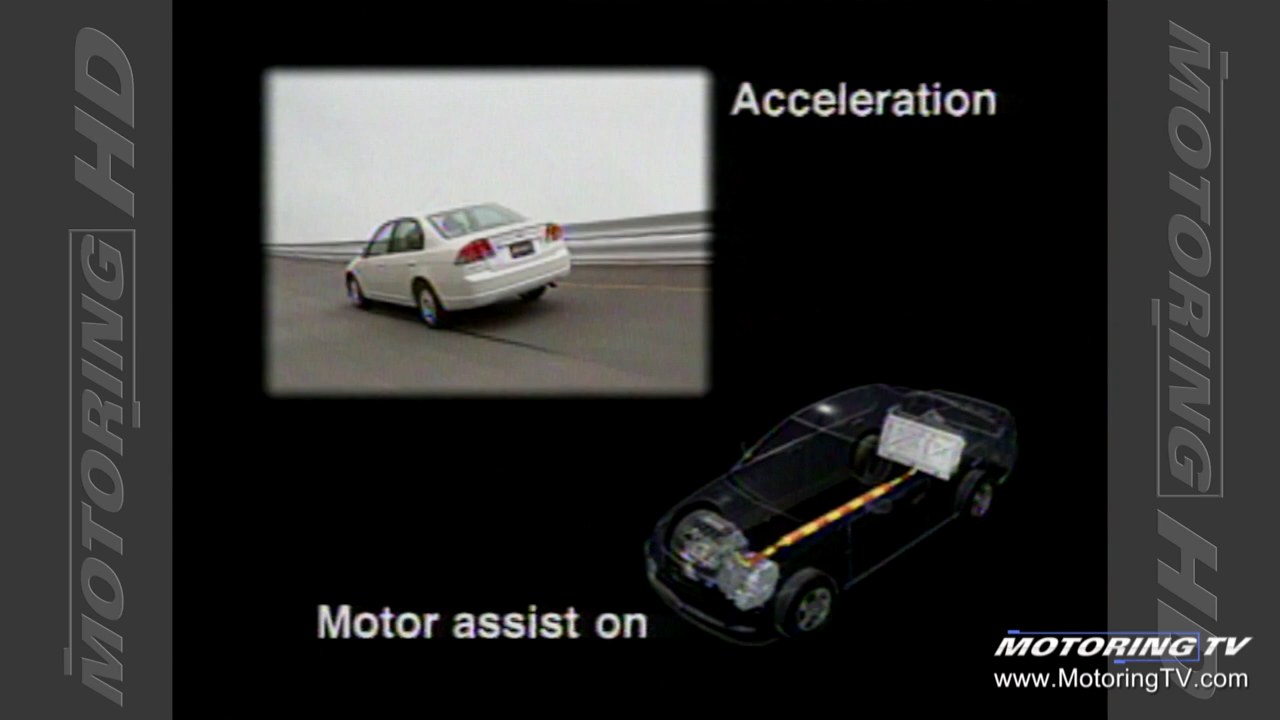 MOTORING HD
Acceleration
Motor assist on
MOTORING HD
MOTORING TV
www.MotoringTV.com